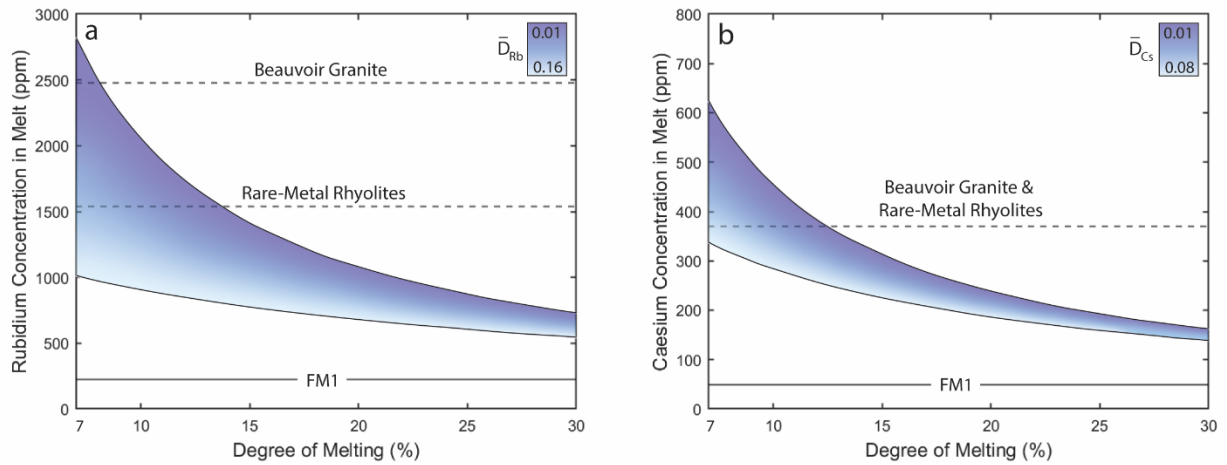 a
3000
2500
2000
1500
1000
500
0
Rubidium Concentration in Melt (ppm)
D̅Rb
0.01
0.16
Beauvoir Granite
Rare-Metal Rhyolites
FM1
7
10
15
20
25
30
Degree of Melting (%)
b
800
700
600
500
400
300
200
100
0
Caesium Concentration in Melt (ppm)
D̅Cs
0.01
0.08
Beauvoir Granite &
Rare-Metal Rhyolites
FM1
7
10
15
20
25
30
Degree of Melting (%)